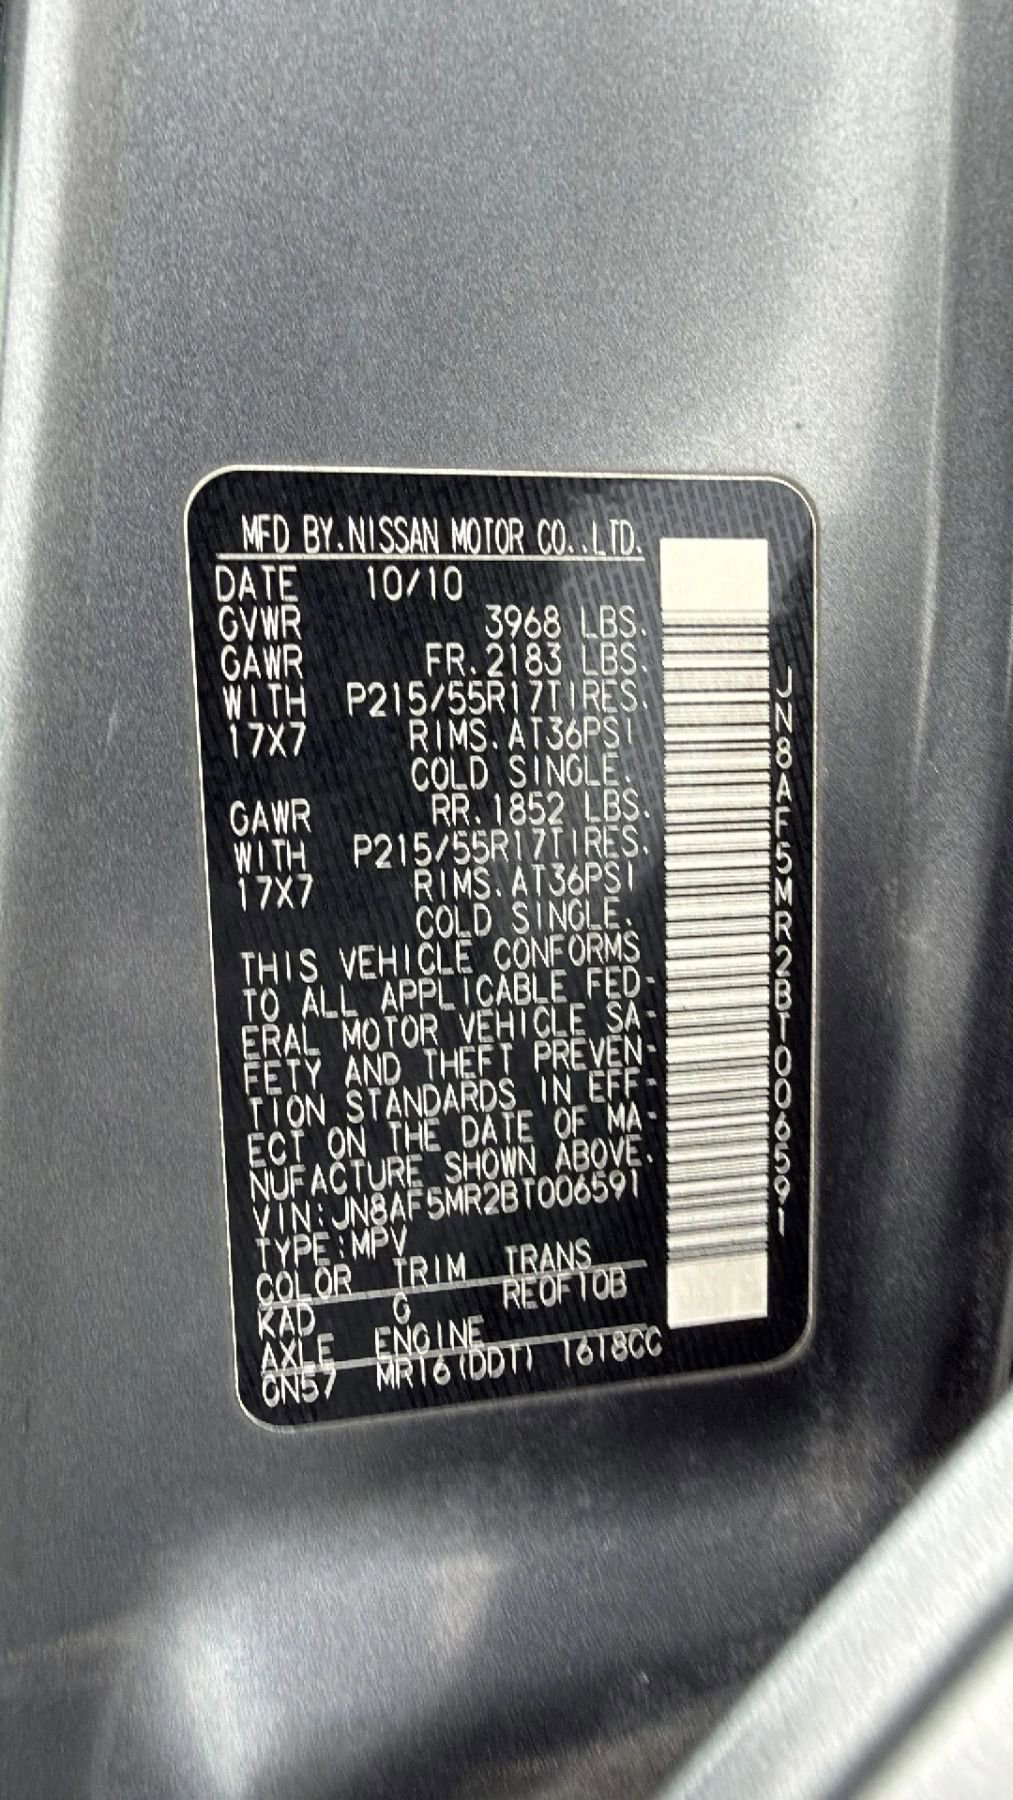 MFD BY.NISSAN MOTOR CO.,LTD.
DATE 10/10
GVWR 3968 LBS.
GAWR FR.2183 LBS.
WITH P215/55R17TIRES.
17X7 RIMS.AT36PSI
COLD SINGLE.
GAWR RR.1852 LBS.
WITH P215/55R17TIRES.
17X7 RIMS.AT36PSI
COLD SINGLE.
THIS VEHICLE CONFORMS
TO ALL APPLICABLE FED-
ERAL MOTOR VEHICLE SA-
FETY AND THEFT PREVEN-
TION STANDARDS IN EFF-
ECT ON THE DATE OF MA-
NUFACTURE SHOWN ABOVE.
VIN:JN8AF5MR2BT006591
TYPE:MPV
COLOR TRIM TRANS
KAD G RE0F10B
AXLE ENGINE
0N57 MR16(DDT) 1618CC
JN8AF5MR2BT006591